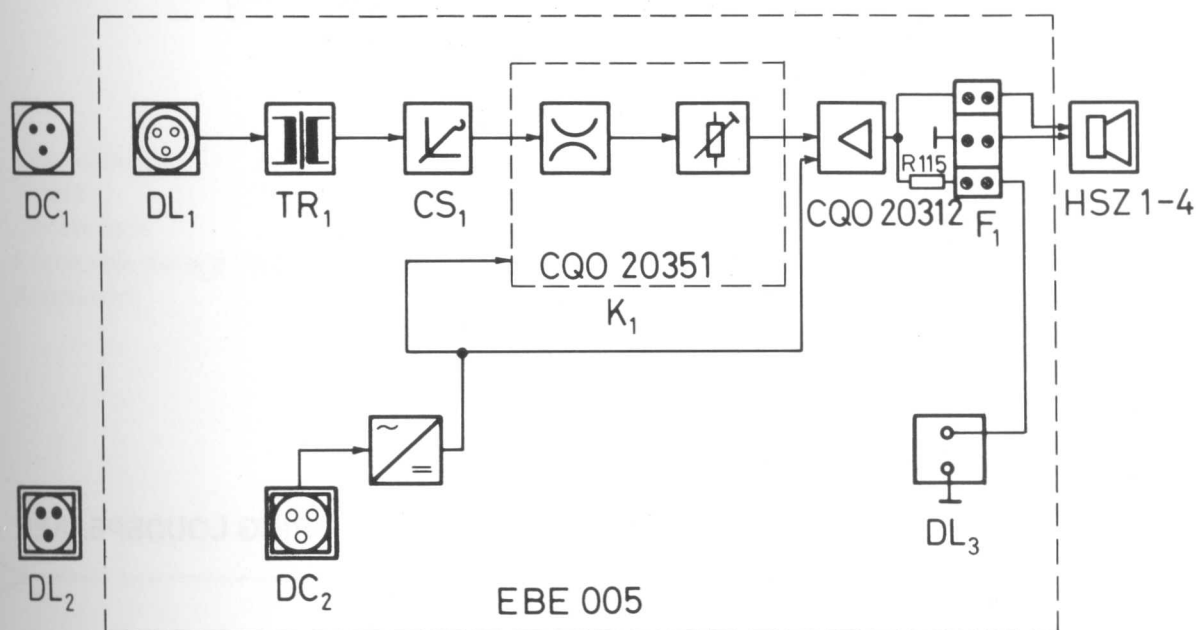 DC1
DL1
TR1
CS1
CQO 20351
K1
R115
CQO 20312
F1
HSZ 1-4
~
=
DL2
DC2
DL3
EBE 005